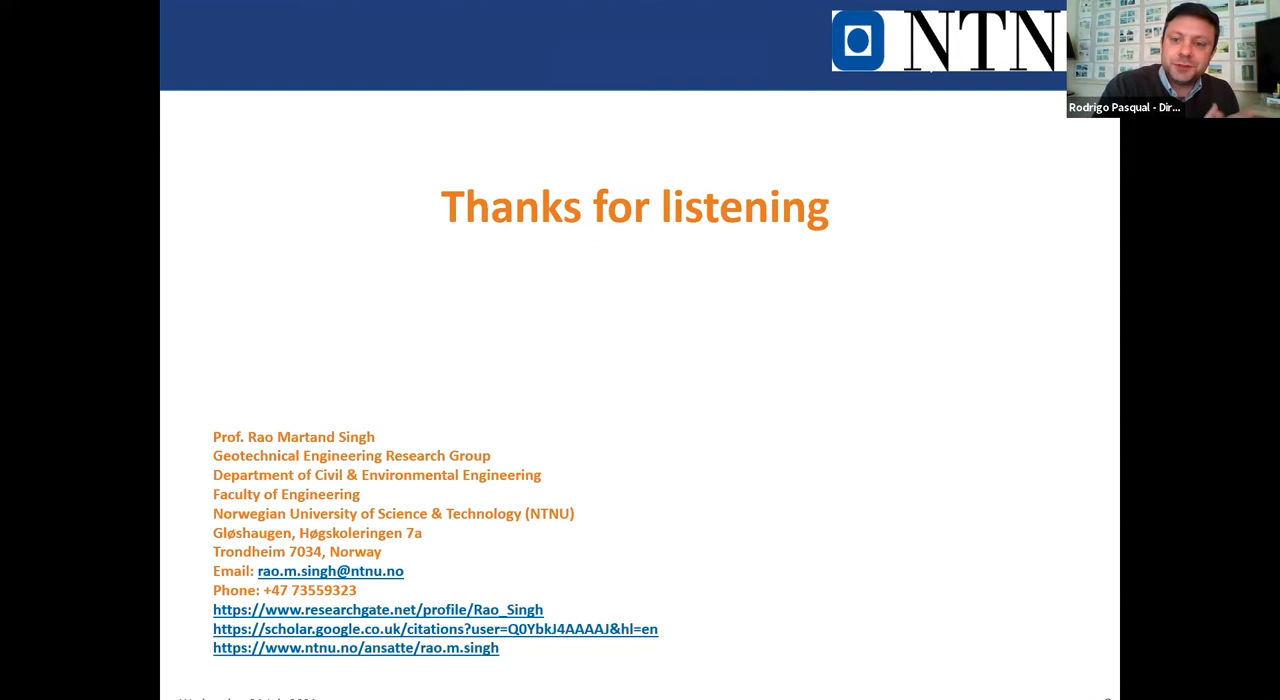 NTN
Rodrigo Pasqual - Dir...
Thanks for listening
Prof. Rao Martand Singh
Geotechnical Engineering Research Group
Department of Civil & Environmental Engineering
Faculty of Engineering
Norwegian University of Science & Technology (NTNU)
Gløshaugen, Høgskoleringen 7a
Trondheim 7034, Norway
Email: rao.m.singh@ntnu.no
Phone: +47 73559323
https://www.researchgate.net/profile/Rao_Singh
https://scholar.google.co.uk/citations?user=Q0YbkJ4AAAAJ&hl=en
https://www.ntnu.no/ansatte/rao.m.singh